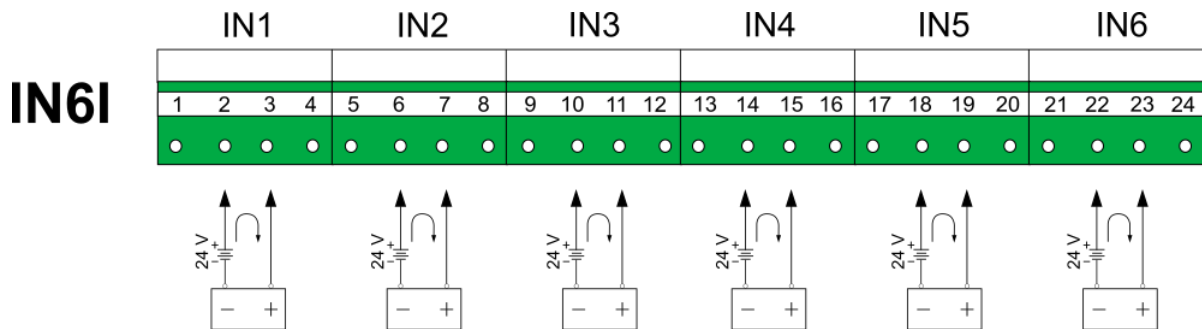 IN1 IN2 IN3 IN4 IN5 IN6
IN6I
1 2 3 4 5 6 7 8 9 10 11 12 13 14 15 16 17 18 19 20 21 22 23 24
24 V + − 24 V + − 24 V + − 24 V + − 24 V + − 24 V + −
− + − + − + − + − + − +